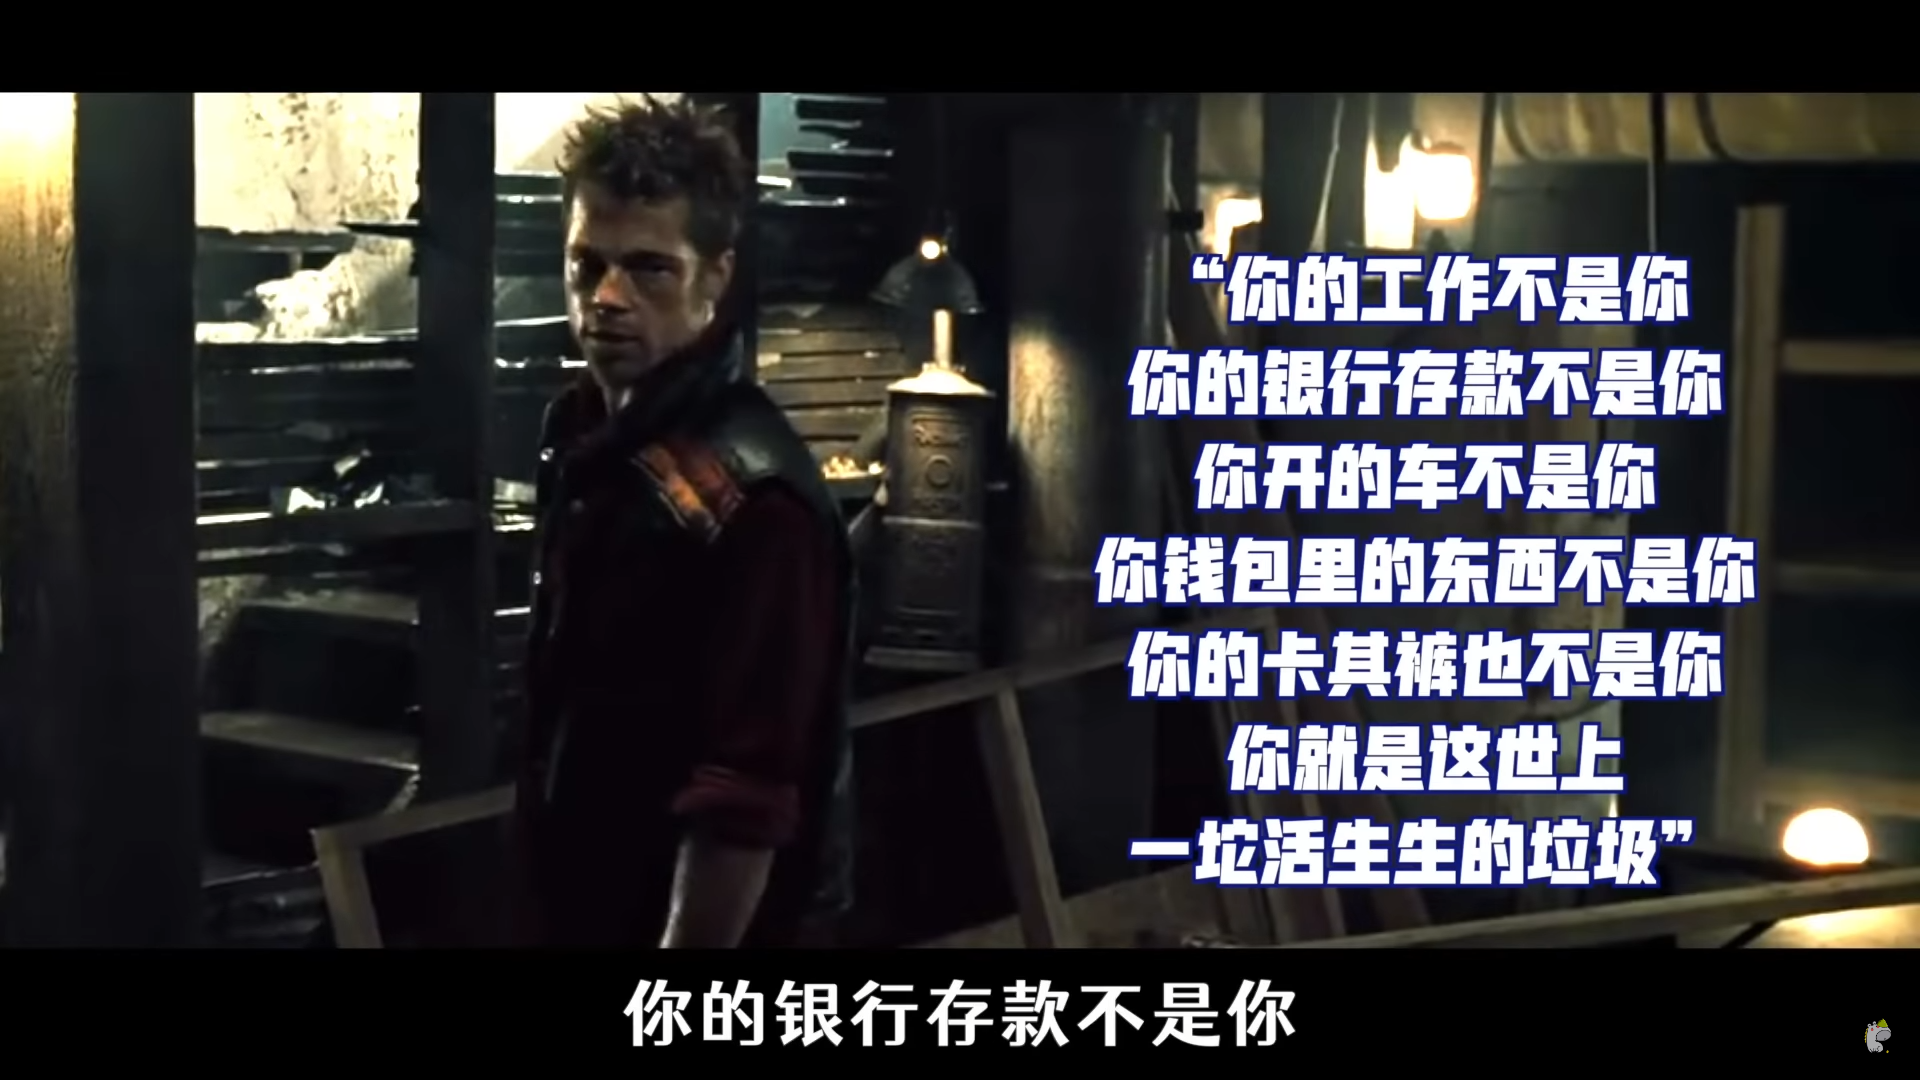 “你的工作不是你
你的银行存款不是你
你开的车不是你
你钱包里的东西不是你
你的卡其裤也不是你
你就是这世上
一坨活生生的垃圾”
你的银行存款不是你